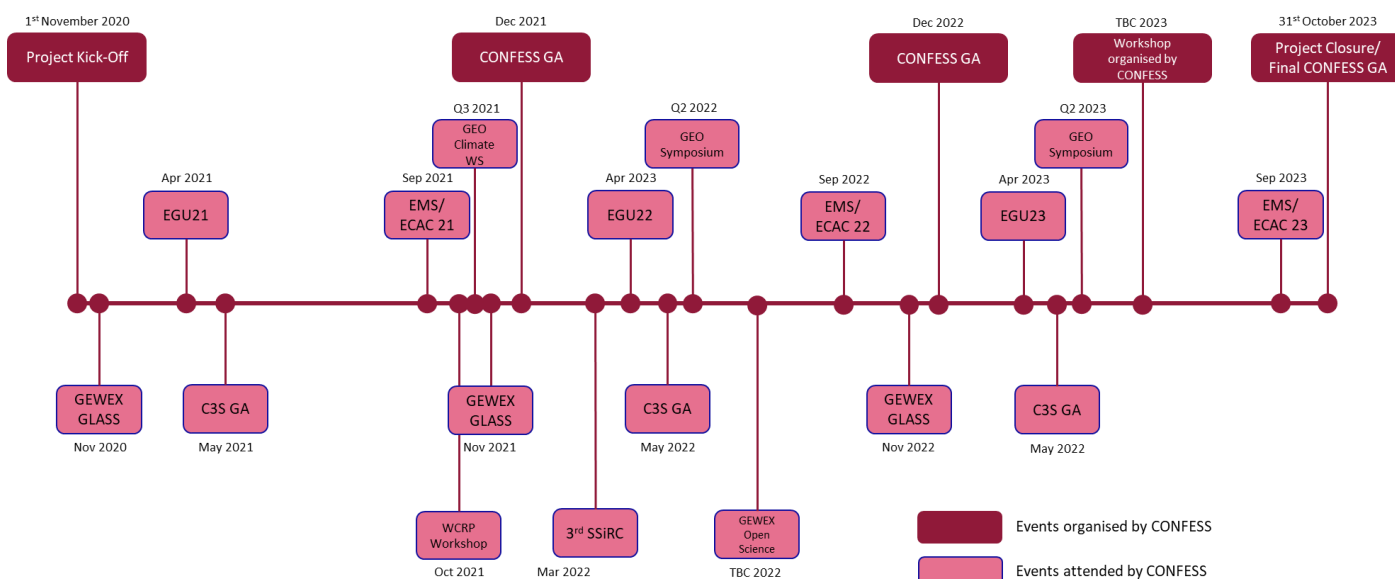 1st November 2020
Dec 2021
Dec 2022
TBC 2023
31st October 2023
Project Kick-Off
CONFESS GA
CONFESS GA
Workshop
organised by
CONFESS
Project Closure/
Final CONFESS GA
Q3 2021
GEO
Climate
WS
Q2 2022
GEO
Symposium
Q2 2023
GEO
Symposium
Apr 2021
EGU21
Sep 2021
EMS/
ECAC 21
Apr 2023
EGU22
Sep 2022
EMS/
ECAC 22
Apr 2023
EGU23
Sep 2023
EMS/
ECAC 23
GEWEX
GLASS
Nov 2020
C3S GA
May 2021
GEWEX
GLASS
Nov 2021
C3S GA
May 2022
GEWEX
GLASS
Nov 2022
C3S GA
May 2022
WCRP
Workshop
Oct 2021
3rd SSiRC
Mar 2022
GEWEX
Open
Science
TBC 2022
Events organised by CONFESS
Events attended by CONFESS